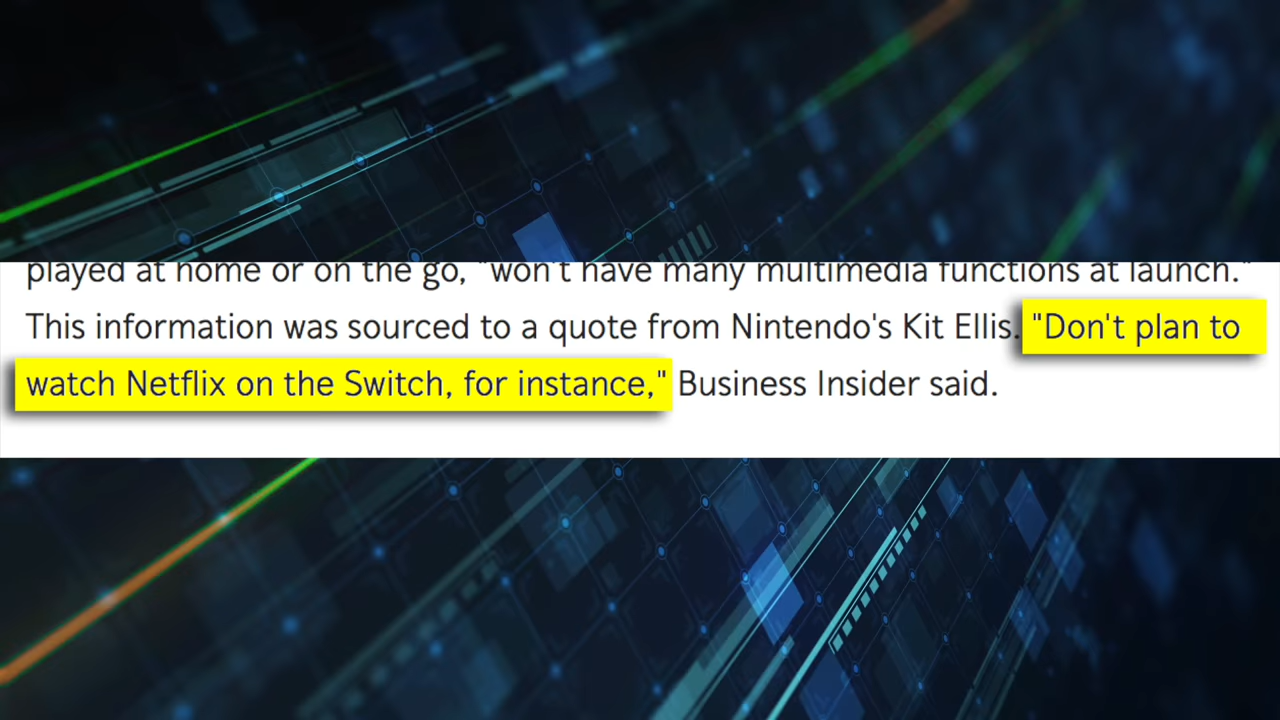 played at home or on the go, "won't have many multimedia functions at launch."
This information was sourced to a quote from Nintendo's Kit Ellis. "Don't plan to
watch Netflix on the Switch, for instance," Business Insider said.